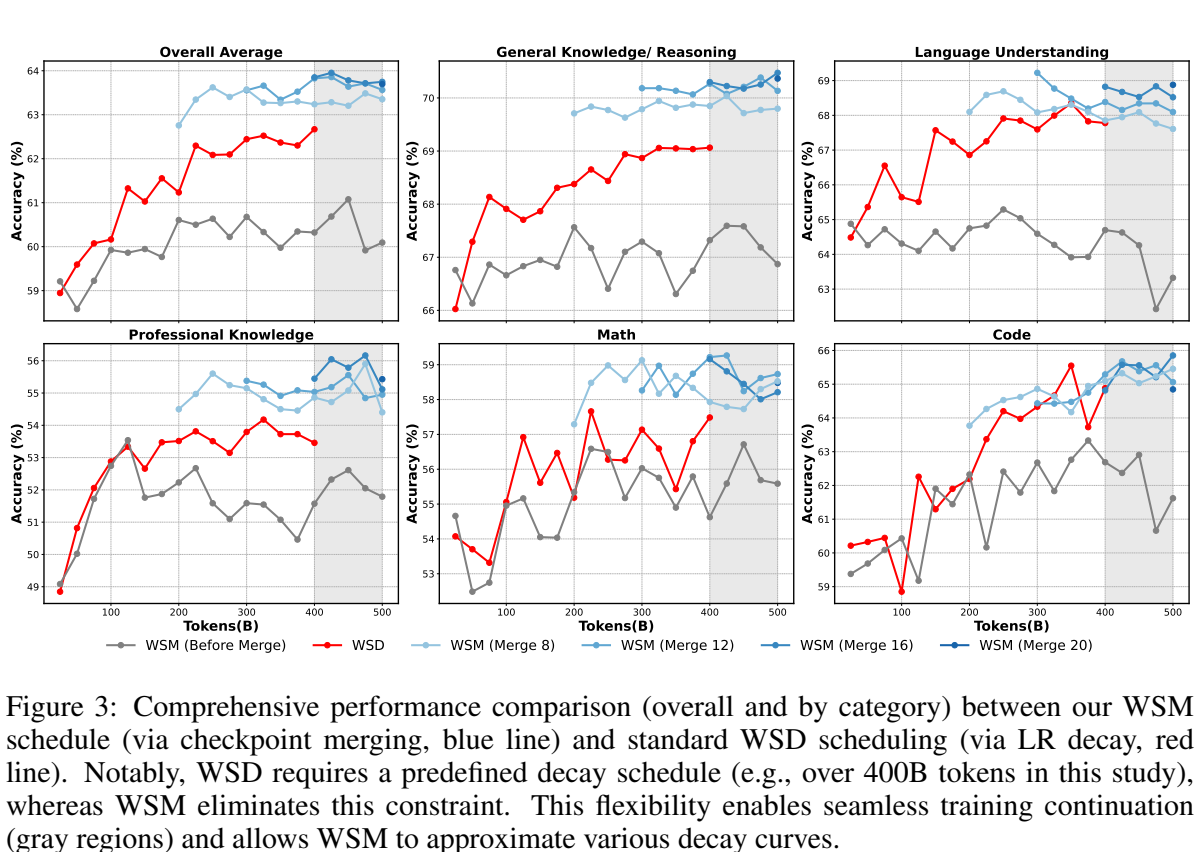 Overall Average
General Knowledge/ Reasoning
Language Understanding
Accuracy (%)
64
63
62
61
60
59
Accuracy (%)
70
69
68
67
66
Accuracy (%)
69
68
67
66
65
64
63
Professional Knowledge
Math
Code
Accuracy (%)
56
55
54
53
52
51
50
49
100
200
300
400
500
Tokens(B)
Accuracy (%)
59
58
57
56
55
54
53
100
200
300
400
500
Tokens(B)
Accuracy (%)
66
65
64
63
62
61
60
59
100
200
300
400
500
Tokens(B)
WSM (Before Merge) WSD WSM (Merge 8) WSM (Merge 12) WSM (Merge 16) WSM (Merge 20)
Figure 3: Comprehensive performance comparison (overall and by category) between our WSM
schedule (via checkpoint merging, blue line) and standard WSD scheduling (via LR decay, red
line). Notably, WSD requires a predefined decay schedule (e.g., over 400B tokens in this study),
whereas WSM eliminates this constraint. This flexibility enables seamless training continuation
(gray regions) and allows WSM to approximate various decay curves.